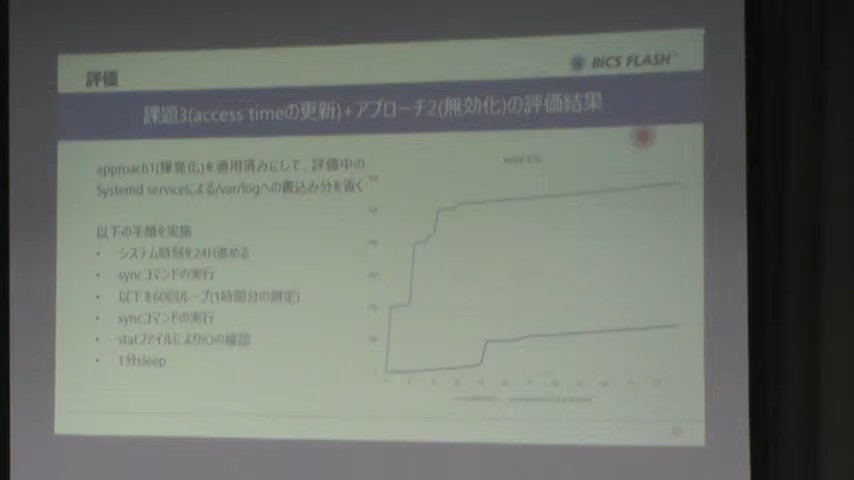 評価
BiCS FLASH
課題3(access timeの更新)+アプローチ2(無効化)の評価結果
approach1(揮発化)を適用済みにして、評価中の
Systemd serviceによる/var/logへの書込み分を省く
以下の手順を実施
• システム時刻を24H進める
• syncコマンドの実行
• 以下を60回ループ(1時間分の測定)
• syncコマンドの実行
• statファイルによりIOの確認
• 1分sleep